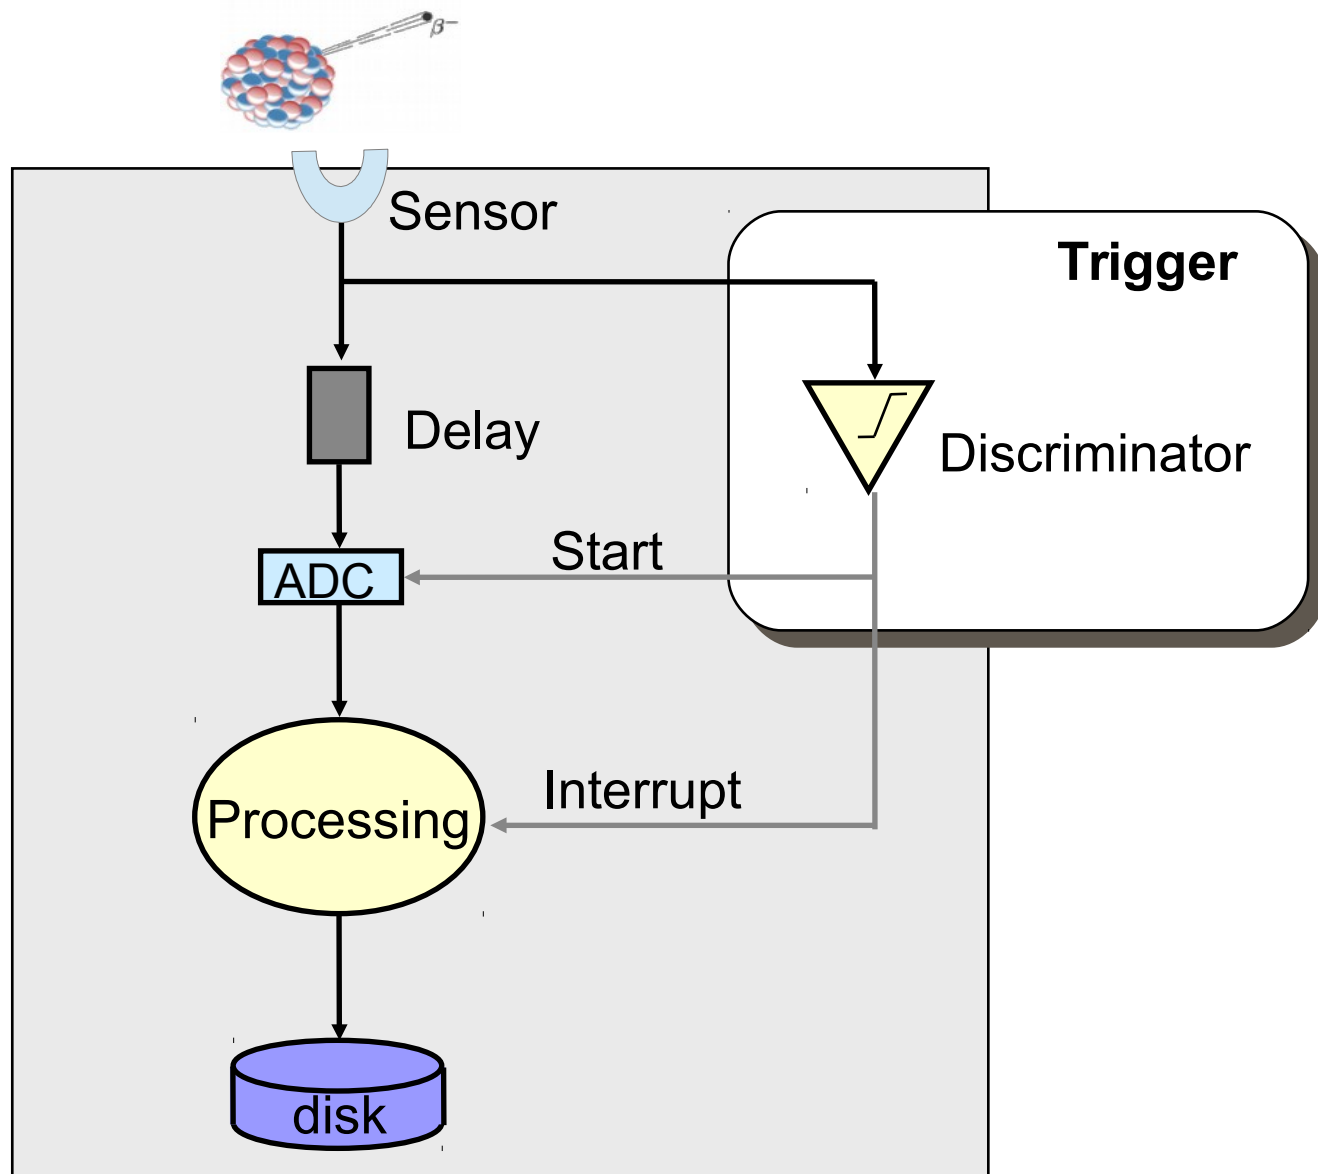 β−
Sensor
Trigger
Delay
Discriminator
Start
ADC
Interrupt
Processing
disk